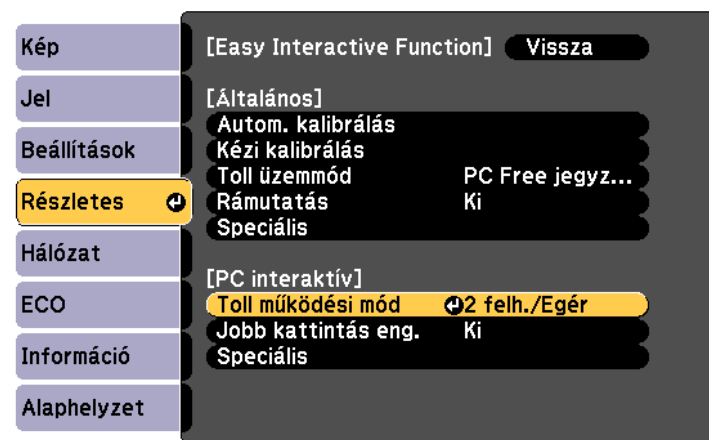 Kép
Jel
Beállítások
Részletes
Hálózat
ECO
Információ
Alaphelyzet
[Easy Interactive Function] Vissza
[Általános]
Autom. kalibrálás
Kézi kalibrálás
Toll üzemmód PC Free jegyz...
Rámutatás Ki
Speciális
[PC interaktív]
Toll működési mód 2 felh./Egér
Jobb kattintás eng. Ki
Speciális